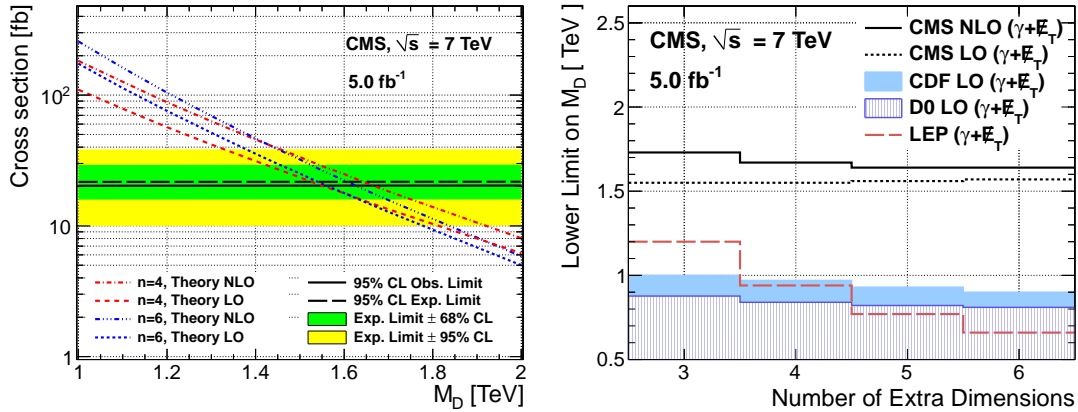 Cross section [fb]
10²
10
1
CMS, √s = 7 TeV
5.0 fb⁻¹
n=4, Theory NLO
n=4, Theory LO
n=6, Theory NLO
n=6, Theory LO
95% CL Obs. Limit
95% CL Exp. Limit
Exp. Limit ± 68% CL
Exp. Limit ± 95% CL
1 1.2 1.4 1.6 1.8 2
M_D [TeV]
Lower Limit on M_D [ TeV ]
2.5
2
1.5
1
0.5
CMS, √s = 7 TeV
5.0 fb⁻¹
CMS NLO (γ+E̸_T)
CMS LO (γ+E̸_T)
CDF LO (γ+E̸_T)
D0 LO (γ+E̸_T)
LEP (γ+E̸_T)
3 4 5 6
Number of Extra Dimensions